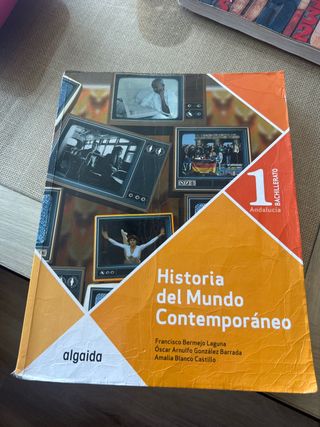 1
BACHILLERATO
Andalucía
Historia
del Mundo
Contemporáneo
Francisco Bermejo Laguna
Óscar Arnulfo González Barrada
Amalia Blanco Castillo
algaida